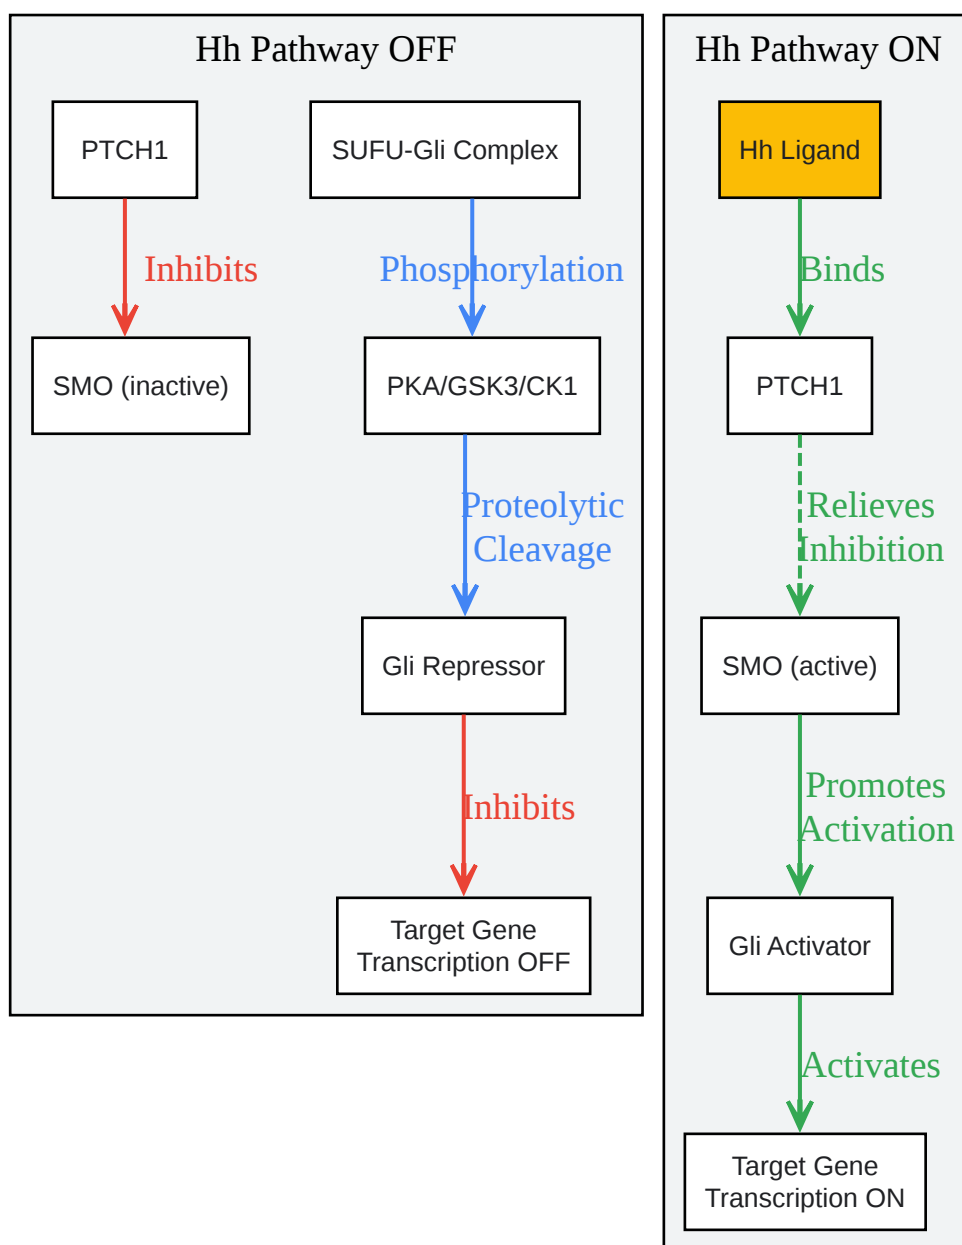 Hh Pathway OFF
PTCH1
SUFU-Gli Complex
Inhibits
Phosphorylation
SMO (inactive)
PKA/GSK3/CK1
Proteolytic
Cleavage
Gli Repressor
Inhibits
Target Gene
Transcription OFF
Hh Pathway ON
Hh Ligand
Binds
PTCH1
Relieves
Inhibition
SMO (active)
Promotes
Activation
Gli Activator
Activates
Target Gene
Transcription ON